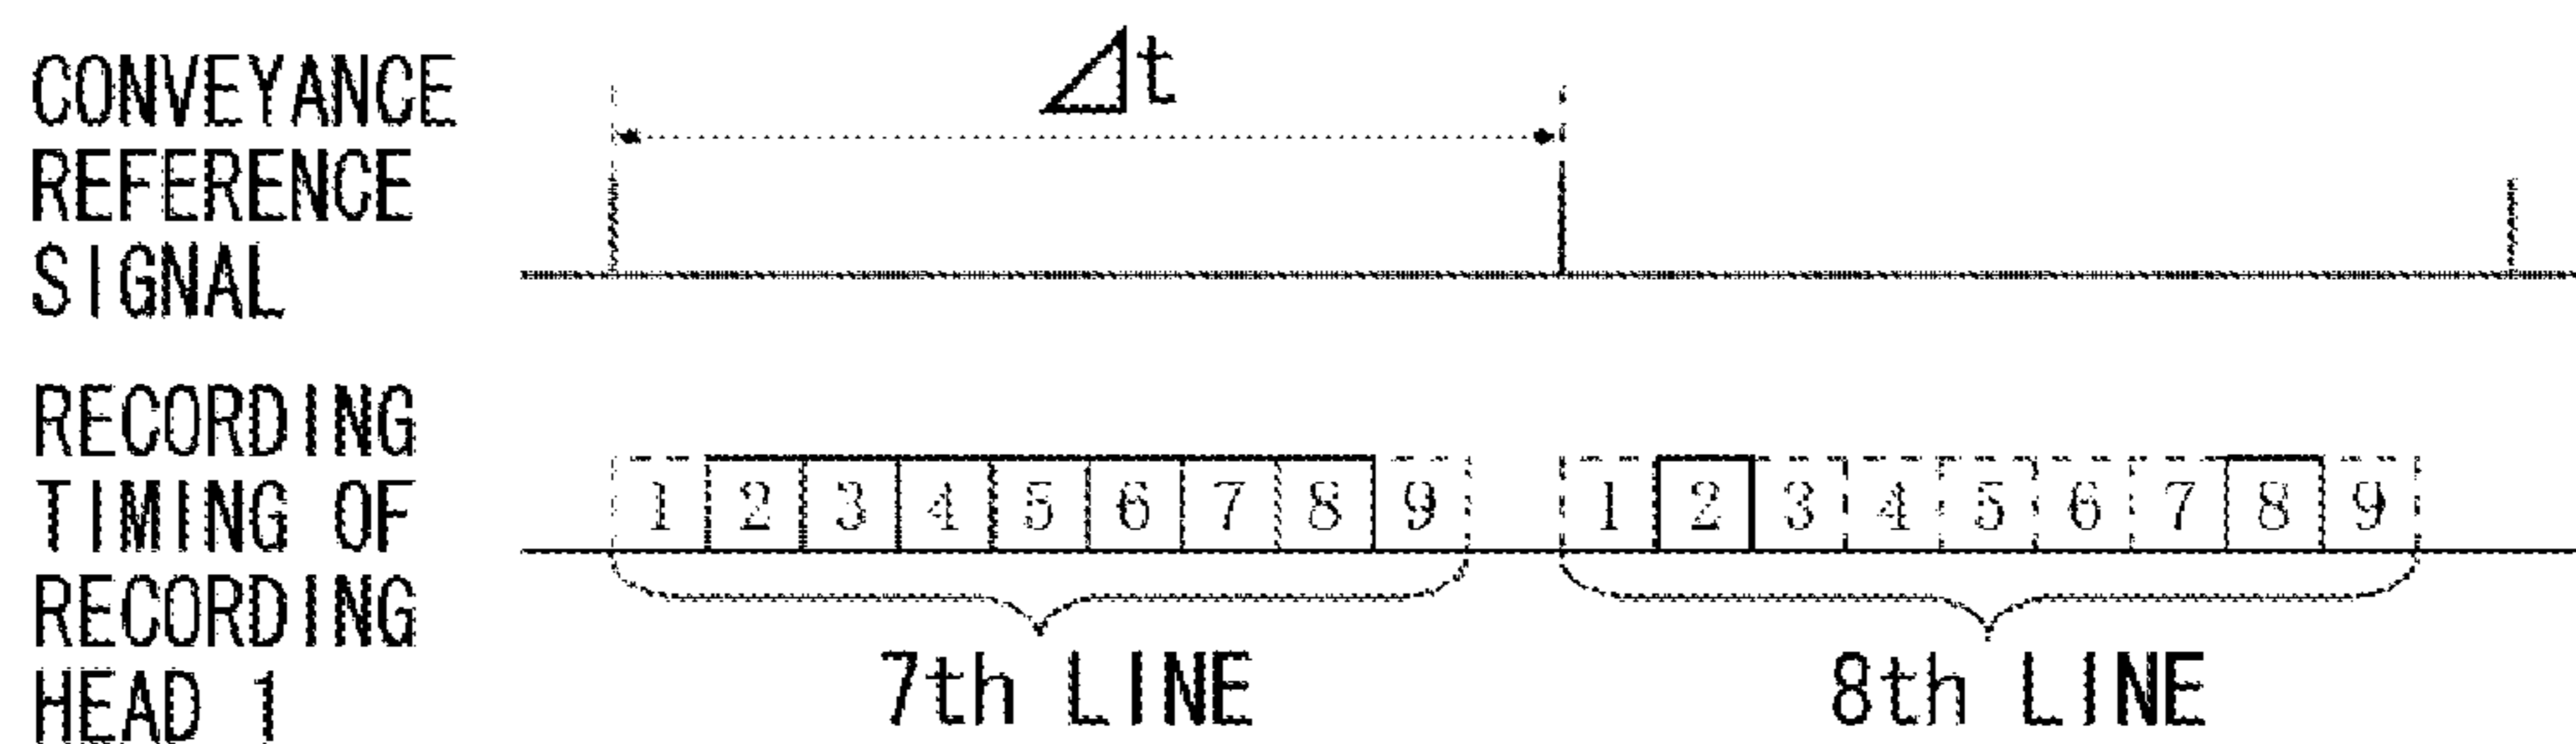 CONVEYANCE
REFERENCE
SIGNAL
⊿t
RECORDING
TIMING OF
RECORDING
HEAD 1
1 2 3 4 5 6 7 8 9 1 2 3 4 5 6 7 8 9
7th LINE 8th LINE